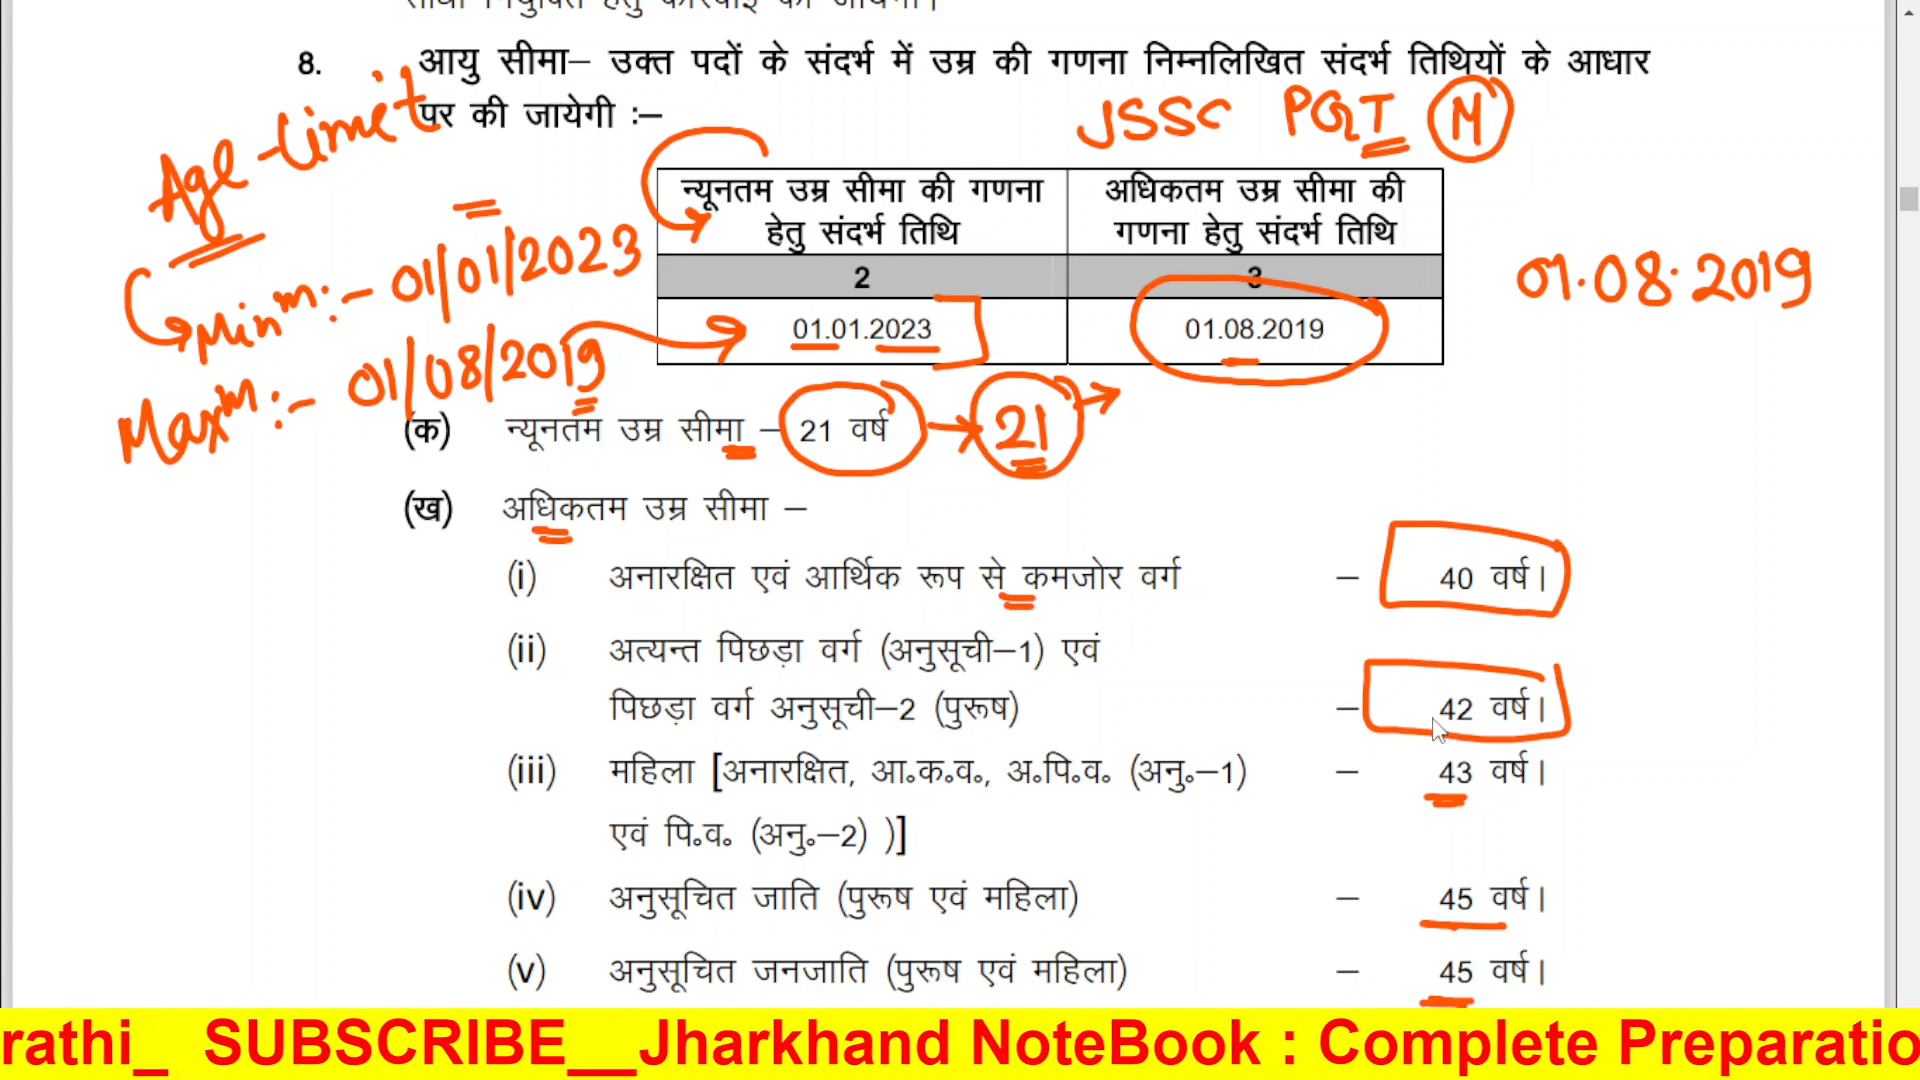 8. आयु सीमा– उक्त पदों के संदर्भ में उम्र की गणना निम्नलिखित संदर्भ तिथियों के आधार
पर की जायेगी :–
Age-limit
JSSC PGT M
न्यूनतम उम्र सीमा की गणना
हेतु संदर्भ तिथि
अधिकतम उम्र सीमा की
गणना हेतु संदर्भ तिथि
2 3
01.01.2023 01.08.2019
01.08.2019
Minᵐ:- 01/01/2023
Maxᵐ:- 01/08/2019
(क) न्यूनतम उम्र सीमा – 21 वर्ष 21
(ख) अधिकतम उम्र सीमा –
(i) अनारक्षित एवं आर्थिक रूप से कमजोर वर्ग – 40 वर्ष।
(ii) अत्यन्त पिछड़ा वर्ग (अनुसूची–1) एवं
पिछड़ा वर्ग अनुसूची–2 (पुरूष) – 42 वर्ष।
(iii) महिला [अनारक्षित, आ॰क॰व॰, अ॰पि॰व॰ (अनु॰–1) – 43 वर्ष।
एवं पि॰व॰ (अनु॰–2) )]
(iv) अनुसूचित जाति (पुरूष एवं महिला) – 45 वर्ष।
(v) अनुसूचित जनजाति (पुरूष एवं महिला) – 45 वर्ष।
rathi_ SUBSCRIBE__Jharkhand NoteBook : Complete Preparatio